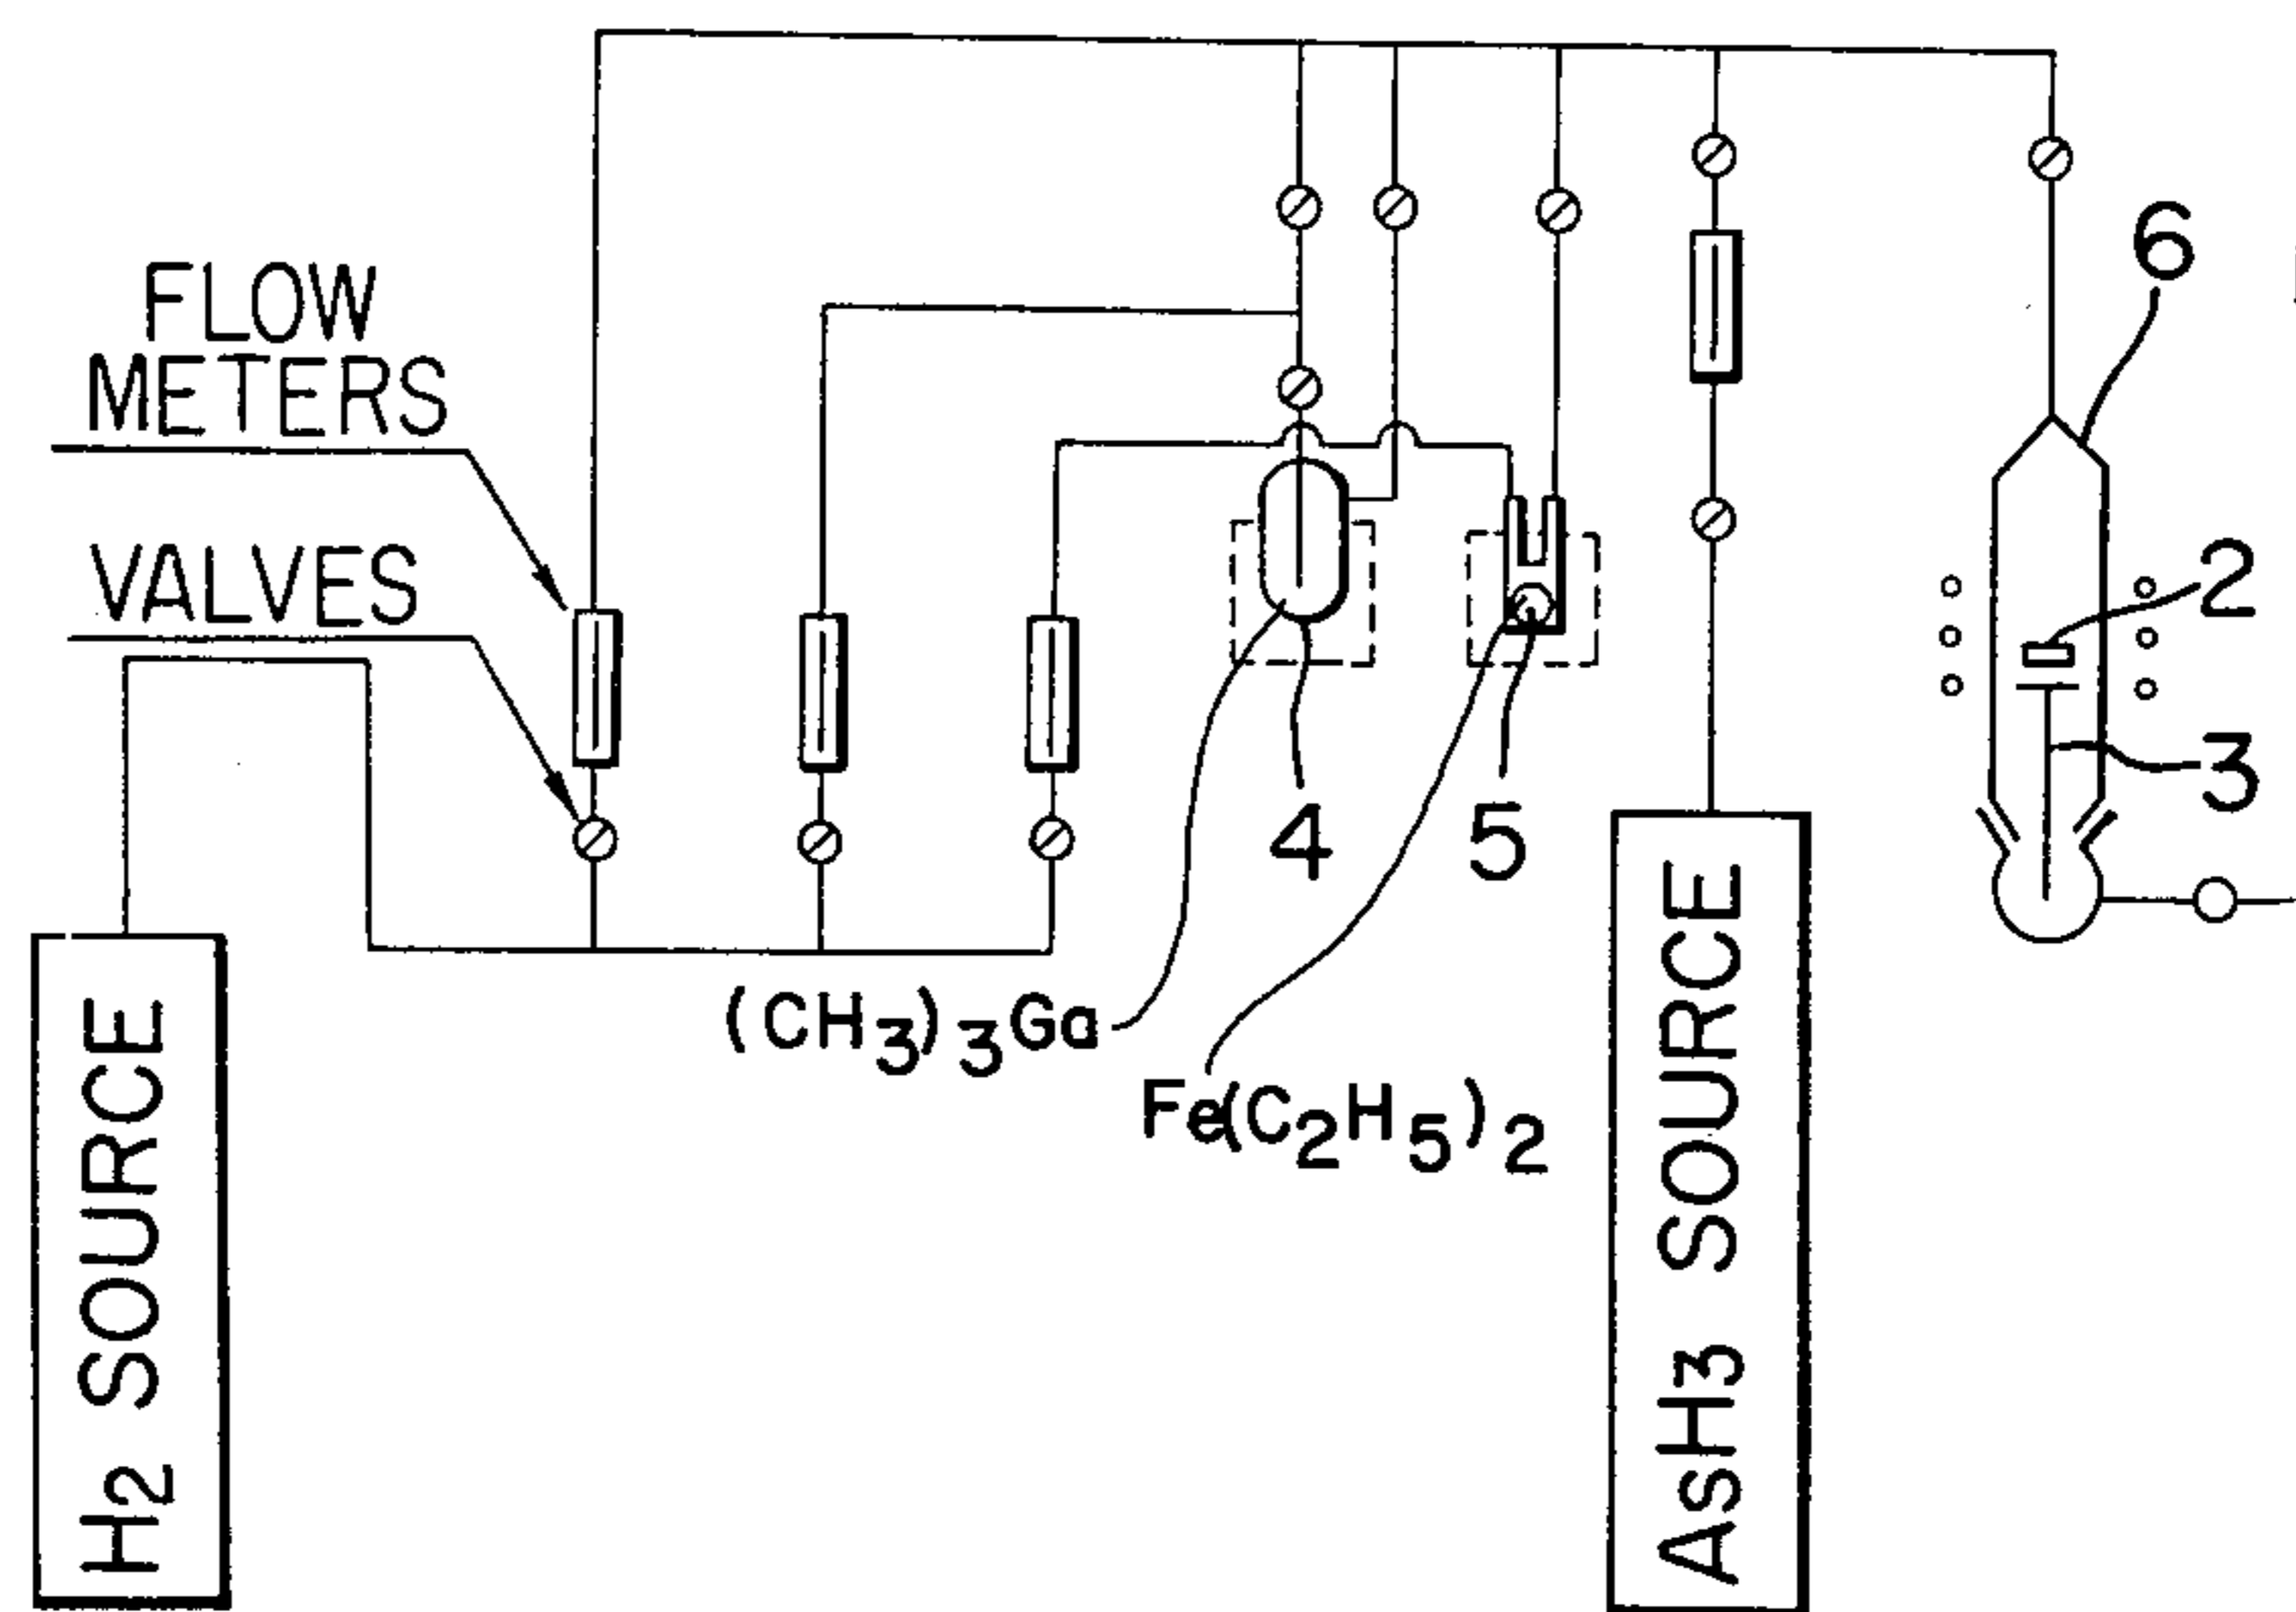 FLOW
METERS
VALVES
6
2
3
4
5
(CH3)3Ga
Fe(C2H5)2
H2 SOURCE
AsH3 SOURCE